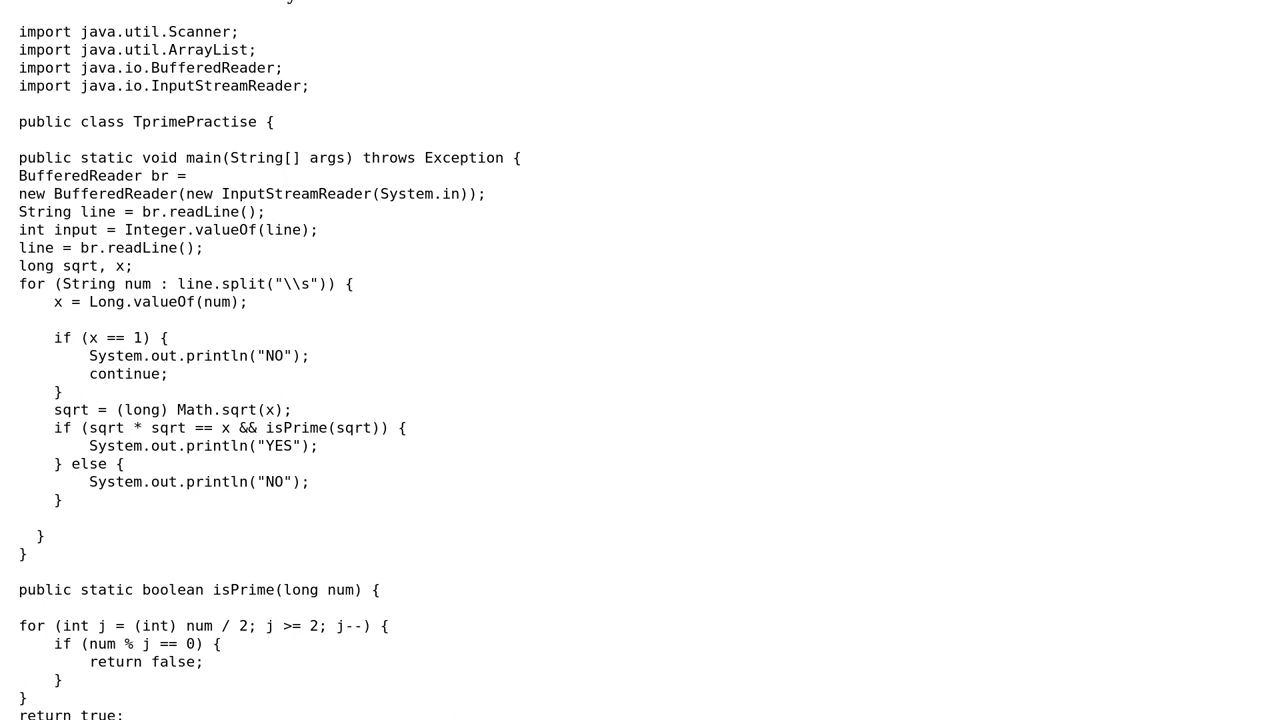 import java.util.Scanner;
import java.util.ArrayList;
import java.io.BufferedReader;
import java.io.InputStreamReader;

public class TprimePractise {

public static void main(String[] args) throws Exception {
BufferedReader br =
new BufferedReader(new InputStreamReader(System.in));
String line = br.readLine();
int input = Integer.valueOf(line);
line = br.readLine();
long sqrt, x;
for (String num : line.split("\\s")) {
    x = Long.valueOf(num);

    if (x == 1) {
        System.out.println("NO");
        continue;
    }
    sqrt = (long) Math.sqrt(x);
    if (sqrt * sqrt == x && isPrime(sqrt)) {
        System.out.println("YES");
    } else {
        System.out.println("NO");
    }

  }
}

public static boolean isPrime(long num) {

for (int j = (int) num / 2; j >= 2; j--) {
    if (num % j == 0) {
        return false;
    }
}
return true;